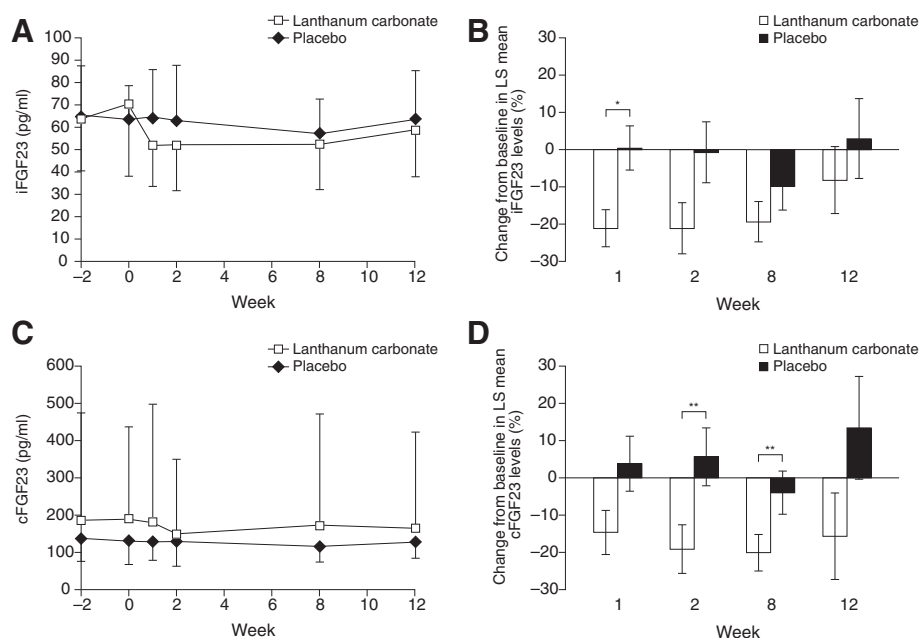 A
Lanthanum carbonate
Placebo
iFGF23 (pg/ml)
100
90
80
70
60
50
40
30
20
10
0
−2 0 2 4 6 8 10 12
Week
B
Lanthanum carbonate
Placebo
Change from baseline in LS mean
iFGF23 levels (%)
30
20
10
0
−10
−20
−30
*
1 2 8 12
Week
C
Lanthanum carbonate
Placebo
cFGF23 (pg/ml)
600
500
400
300
200
100
0
−2 0 2 4 6 8 10 12
Week
D
Lanthanum carbonate
Placebo
Change from baseline in LS mean
cFGF23 levels (%)
30
20
10
0
−10
−20
−30
**
**
1 2 8 12
Week